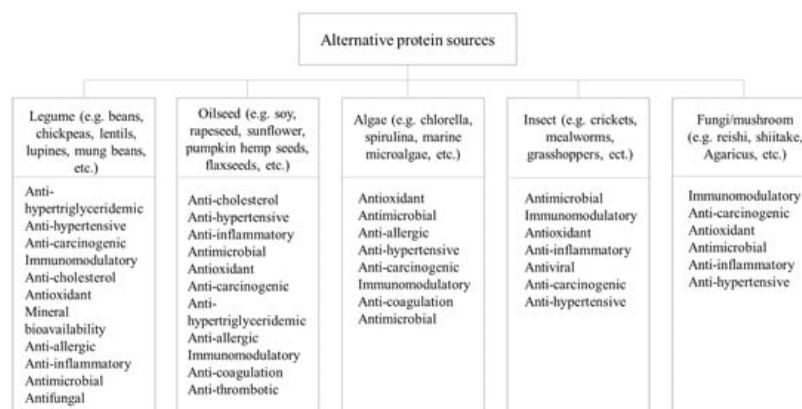 Alternative protein sources
Legume (e.g. beans,
chickpeas, lentils,
lupines, mung beans,
etc.)
Anti-
hypertriglyceridemic
Anti-hypertensive
Anti-carcinogenic
Immunomodulatory
Anti-cholesterol
Antioxidant
Mineral
bioavailability
Anti-allergic
Anti-inflammatory
Antimicrobial
Antifungal
Oilseed (e.g. soy,
rapeseed, sunflower,
pumpkin hemp seeds,
flaxseeds, etc.)
Anti-cholesterol
Anti-hypertensive
Anti-inflammatory
Antimicrobial
Antioxidant
Anti-carcinogenic
Anti-
hypertriglyceridemic
Anti-allergic
Immunomodulatory
Anti-coagulation
Anti-thrombotic
Algae (e.g. chlorella,
spirulina, marine
microalgae, etc.)
Antioxidant
Antimicrobial
Anti-allergic
Anti-hypertensive
Anti-carcinogenic
Immunomodulatory
Anti-coagulation
Antimicrobial
Insect (e.g. crickets,
mealworms,
grasshoppers, ect.)
Antimicrobial
Immunomodulatory
Antioxidant
Anti-inflammatory
Antiviral
Anti-carcinogenic
Anti-hypertensive
Fungi/mushroom
(e.g. reishi, shiitake,
Agaricus, etc.)
Immunomodulatory
Anti-carcinogenic
Antioxidant
Antimicrobial
Anti-inflammatory
Anti-hypertensive